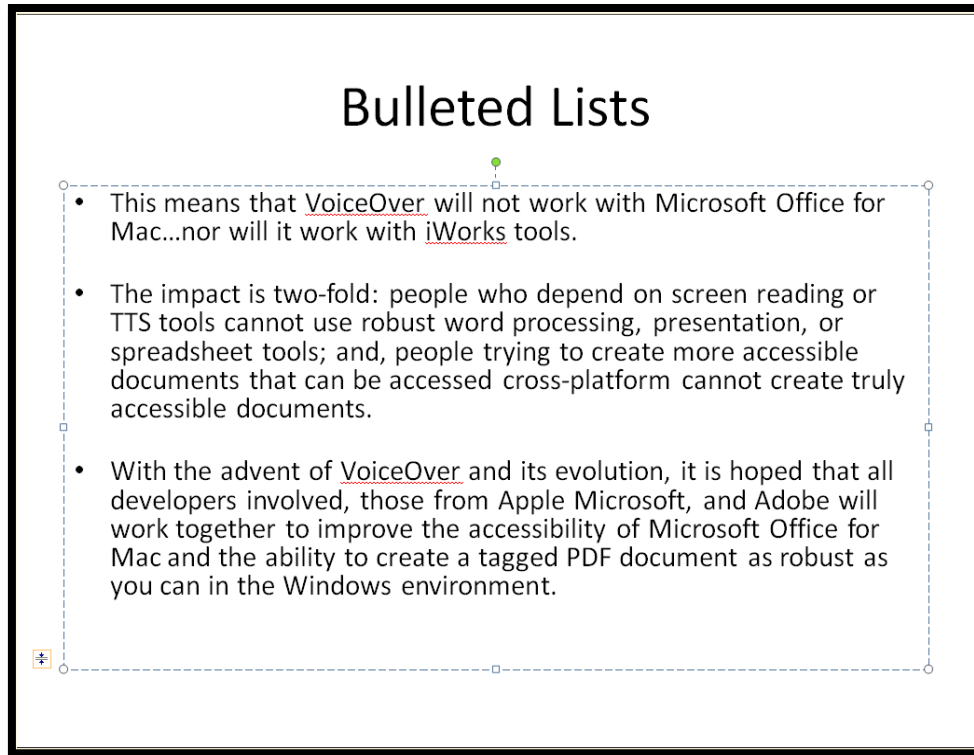 Bulleted Lists
• This means that VoiceOver will not work with Microsoft Office for
Mac...nor will it work with iWorks tools.
• The impact is two-fold: people who depend on screen reading or
TTS tools cannot use robust word processing, presentation, or
spreadsheet tools; and, people trying to create more accessible
documents that can be accessed cross-platform cannot create truly
accessible documents.
• With the advent of VoiceOver and its evolution, it is hoped that all
developers involved, those from Apple Microsoft, and Adobe will
work together to improve the accessibility of Microsoft Office for
Mac and the ability to create a tagged PDF document as robust as
you can in the Windows environment.